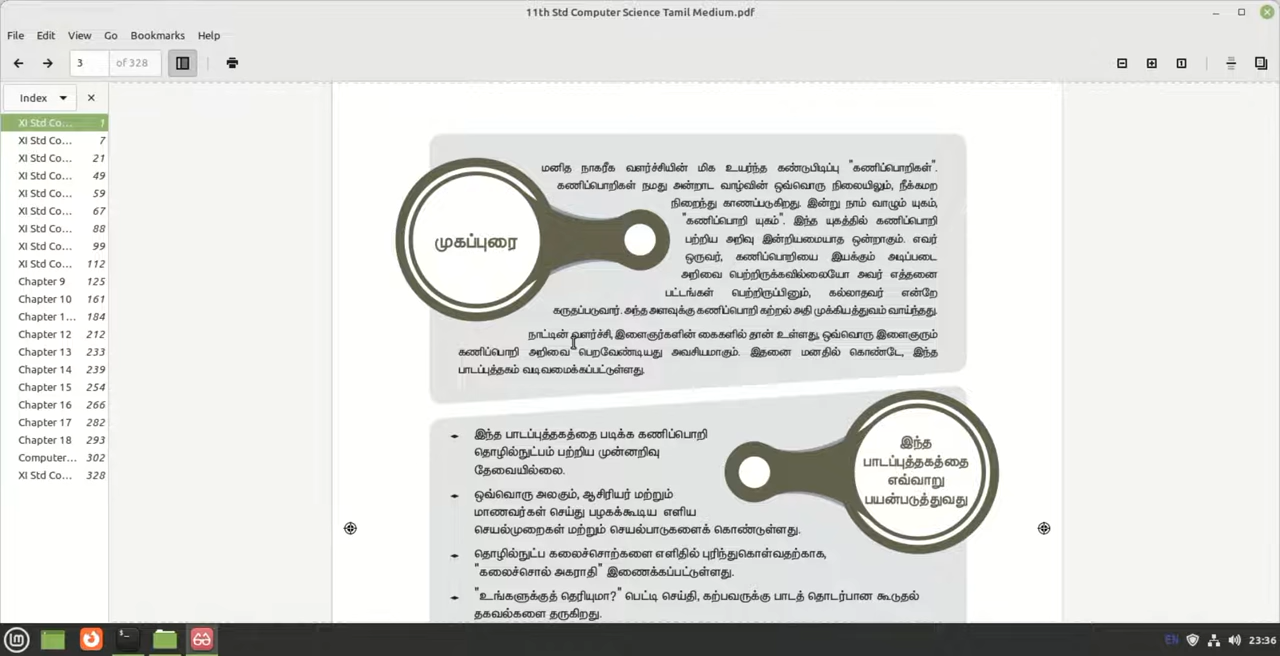 11th Std Computer Science Tamil Medium.pdf
File Edit View Go Bookmarks Help
3 of 328
Index
XI Std Co... 1
XI Std Co... 7
XI Std Co... 21
XI Std Co... 49
XI Std Co... 59
XI Std Co... 67
XI Std Co... 88
XI Std Co... 99
XI Std Co... 112
Chapter 9 125
Chapter 10 161
Chapter 1... 184
Chapter 12 212
Chapter 13 233
Chapter 14 239
Chapter 15 254
Chapter 16 266
Chapter 17 282
Chapter 18 293
Computer... 302
XI Std Co... 328
முகப்புரை
மனித நாகரீக வளர்ச்சியின் மிக உயர்ந்த கண்டுபிடிப்பு "கணிப்பொறிகள்".
கணிப்பொறிகள் நமது அன்றாட வாழ்வின் ஒவ்வொரு நிலையிலும், நீக்கமற
நிறைந்து காணப்படுகிறது. இன்று நாம் வாழும் யுகம்,
"கணிப்பொறி யுகம்". இந்த யுகத்தில் கணிப்பொறி
பற்றிய அறிவு இன்றியமையாத ஒன்றாகும். எவர்
ஒருவர், கணிப்பொறியை இயக்கும் அடிப்படை
அறிவை பெற்றிருக்கவில்லையோ அவர் எத்தனை
பட்டங்கள் பெற்றிருப்பினும், கல்லாதவர் என்றே
கருதப்படுவார். அந்த அளவுக்கு கணிப்பொறி கற்றல் அதி முக்கியத்துவம் வாய்ந்தது.
நாட்டின் வளர்ச்சி, இளைஞர்களின் கைகளில் தான் உள்ளது, ஒவ்வொரு இளைஞரும்
கணிப்பொறி அறிவை பெறவேண்டியது அவசியமாகும். இதனை மனதில் கொண்டே, இந்த
பாடப்புத்தகம் வடிவமைக்கப்பட்டுள்ளது.
இந்த
பாடப்புத்தகத்தை
எவ்வாறு
பயன்படுத்துவது
இந்த பாடப்புத்தகத்தை படிக்க கணிப்பொறி
தொழில்நுட்பம் பற்றிய முன்னறிவு
தேவையில்லை.
ஒவ்வொரு அலகும், ஆசிரியர் மற்றும்
மாணவர்கள் செய்து பழகக்கூடிய எளிய
செயல்முறைகள் மற்றும் செயல்பாடுகளைக் கொண்டுள்ளது.
தொழில்நுட்ப கலைச்சொற்களை எளிதில் புரிந்துகொள்வதற்காக,
"கலைச்சொல் அகராதி" இணைக்கப்பட்டுள்ளது.
"உங்களுக்குத் தெரியுமா?" பெட்டி செய்தி, கற்பவருக்கு பாடத் தொடர்பான கூடுதல்
தகவல்களை தருகிறது.
EN 23:36